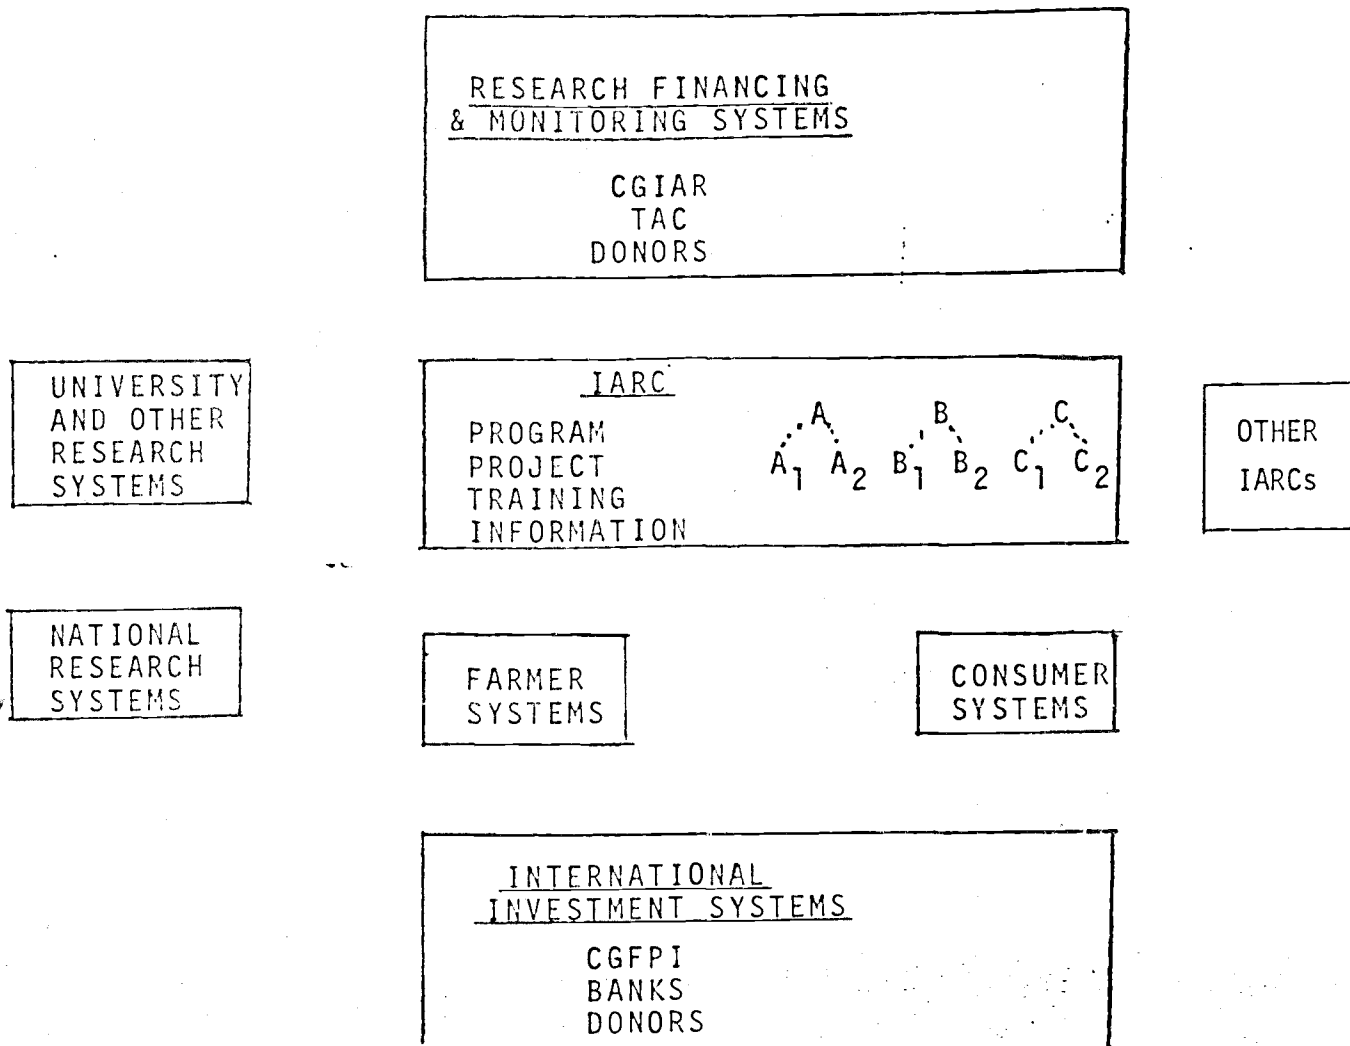 RESEARCH FINANCING
& MONITORING SYSTEMS
CGIAR
TAC
DONORS
UNIVERSITY
AND OTHER
RESEARCH
SYSTEMS
IARC
PROGRAM
PROJECT
TRAINING
INFORMATION
A B C
A₁ A₂ B₁ B₂ C₁ C₂
OTHER
IARCs
NATIONAL
RESEARCH
SYSTEMS
FARMER
SYSTEMS
CONSUMER
SYSTEMS
INTERNATIONAL
INVESTMENT SYSTEMS
CGFPI
BANKS
DONORS